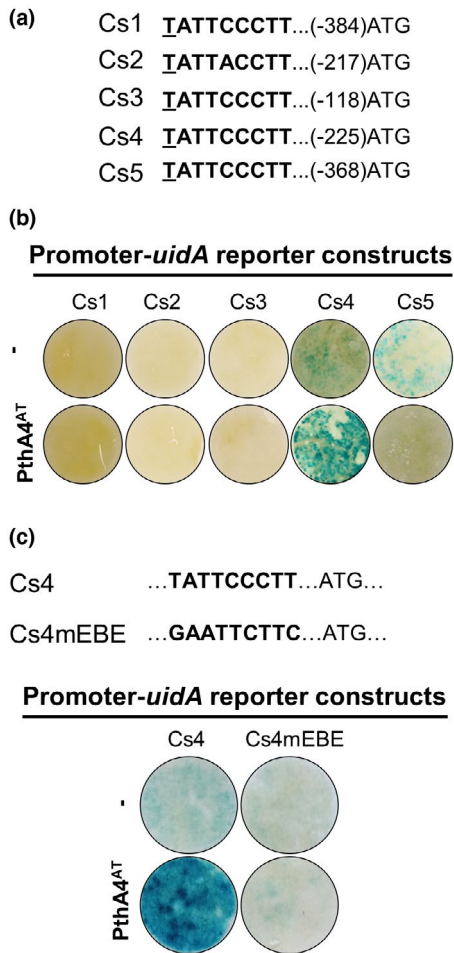 (a)
Cs1 TATTCCCTT...(-384)ATG
Cs2 TATTACCTT...(-217)ATG
Cs3 TATTCCCTT...(-118)ATG
Cs4 TATTCCCTT...(-225)ATG
Cs5 TATTCCCTT...(-368)ATG
(b)
Promoter-uidA reporter constructs
Cs1 Cs2 Cs3 Cs4 Cs5
-
PthA4AT
(c)
Cs4 ...TATTCCCTT...ATG...
Cs4mEBE ...GAATTCTTC...ATG...
Promoter-uidA reporter constructs
Cs4 Cs4mEBE
-
PthA4AT